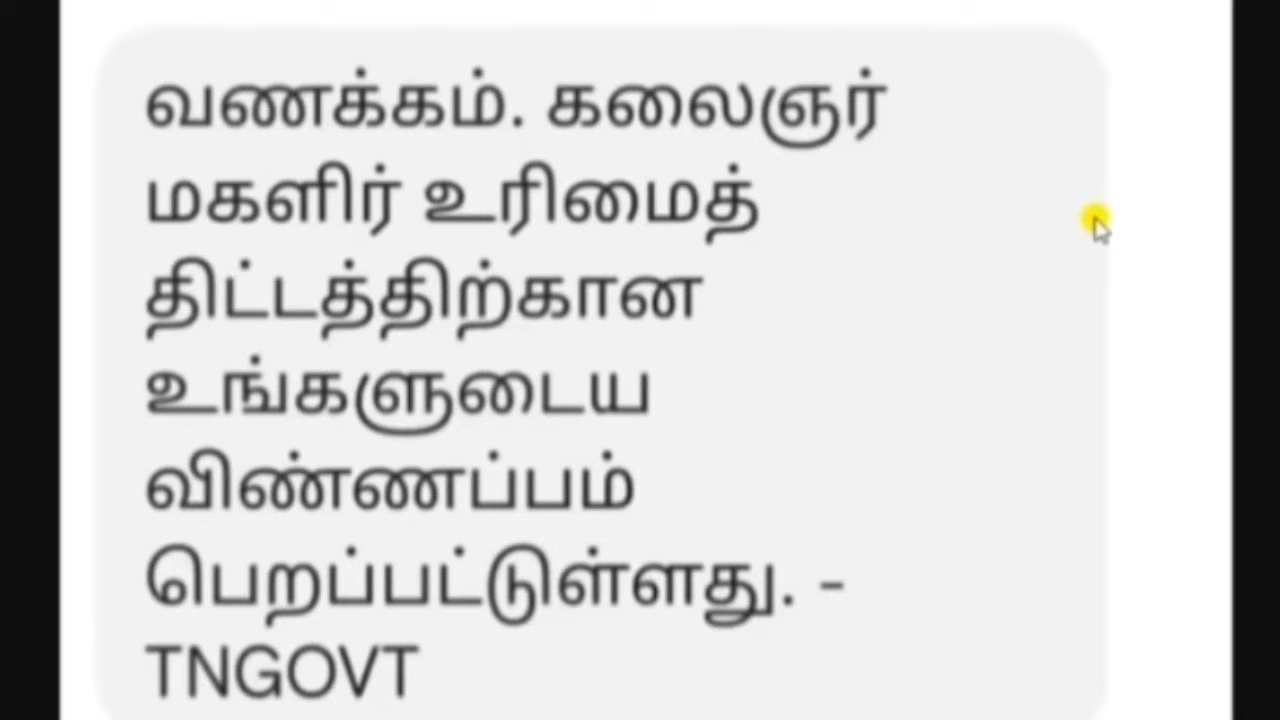 வணக்கம். கலைஞர்
மகளிர் உரிமைத்
திட்டத்திற்கான
உங்களுடைய
விண்ணப்பம்
பெறப்பட்டுள்ளது. -
TNGOVT